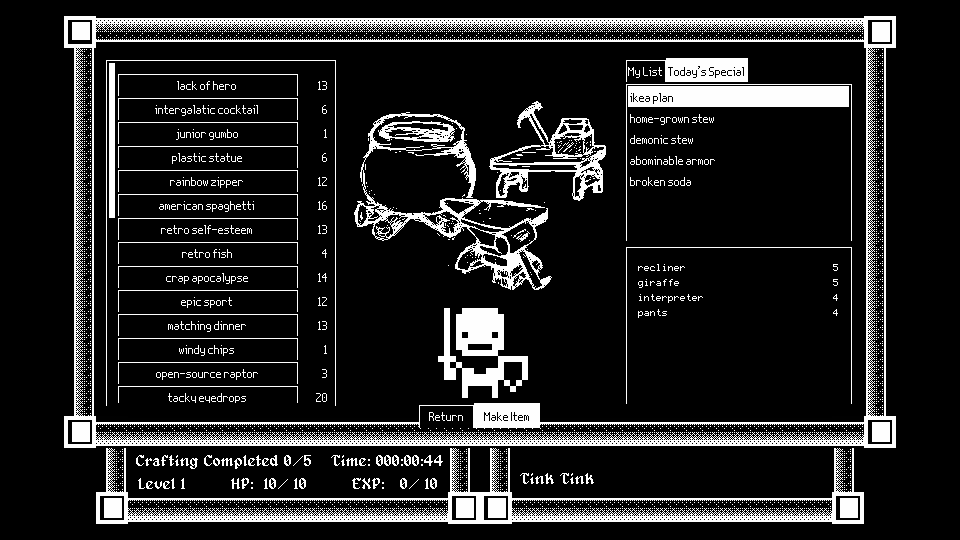 lack of hero 13
intergalatic cocktail 6
junior gumbo 1
plastic statue 6
rainbow zipper 12
american spaghetti 16
retro self-esteem 13
retro fish 4
crap apocalypse 14
epic sport 12
matching dinner 13
windy chips 1
open-source raptor 3
tacky eyedrops 20
My List Today's Special
ikea plan
home-grown stew
demonic stew
abominable armor
broken soda
recliner 5
giraffe 5
interpreter 4
pants 4
Return Make Item
Crafting Completed 0/5 Time: 000:00:44
Level 1 HP: 10/ 10 EXP: 0/ 10
Tink Tink